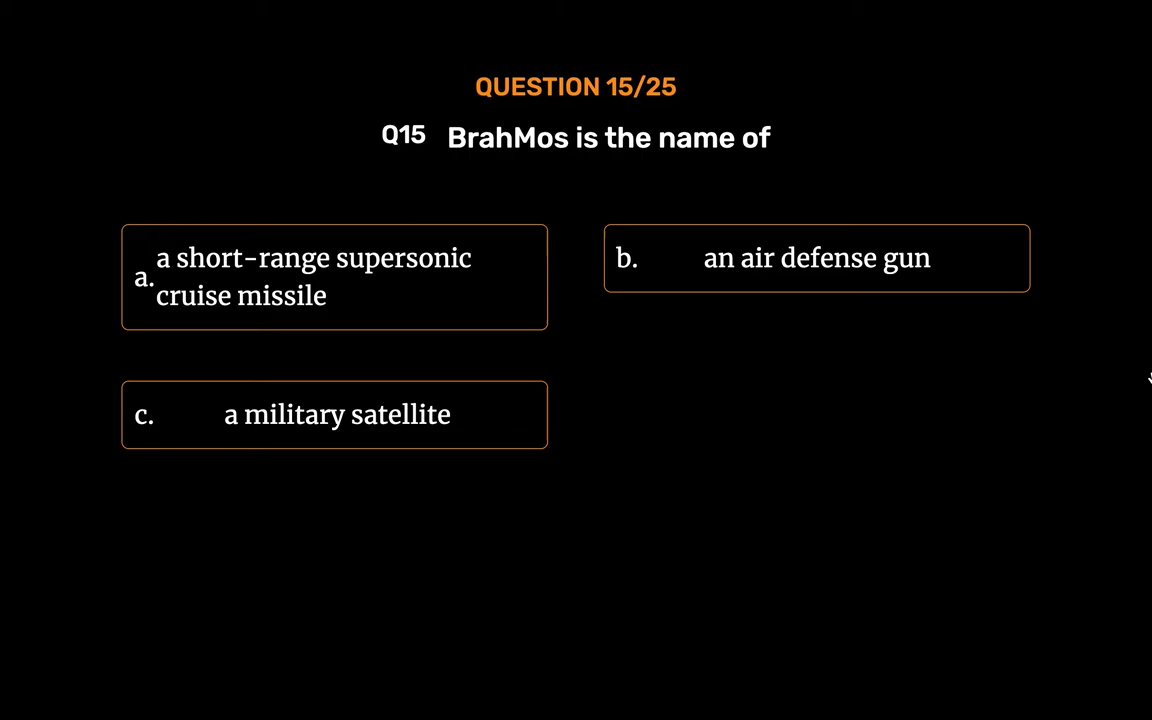 QUESTION 15/25
Q15 BrahMos is the name of
a. a short-range supersonic
cruise missile
b. an air defense gun
c. a military satellite